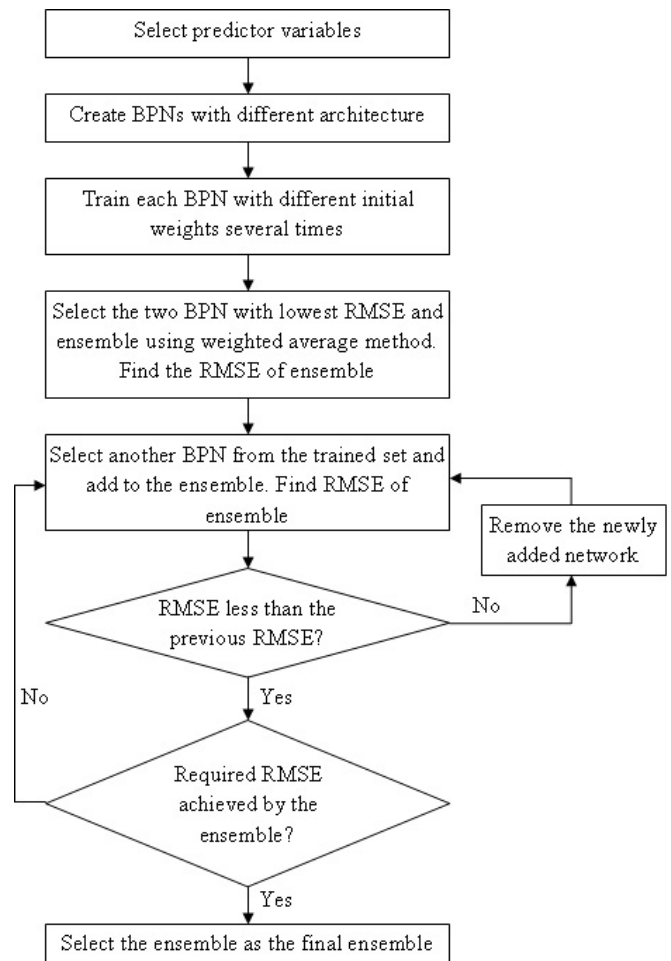 Select predictor variables
Create BPNs with different architecture
Train each BPN with different initial
weights several times
Select the two BPN with lowest RMSE and
ensemble using weighted average method.
Find the RMSE of ensemble
Select another BPN from the trained set and
add to the ensemble. Find RMSE of
ensemble
Remove the newly
added network
RMSE less than the
previous RMSE?
No
Yes
No
Required RMSE
achieved by the
ensemble?
Yes
Select the ensemble as the final ensemble